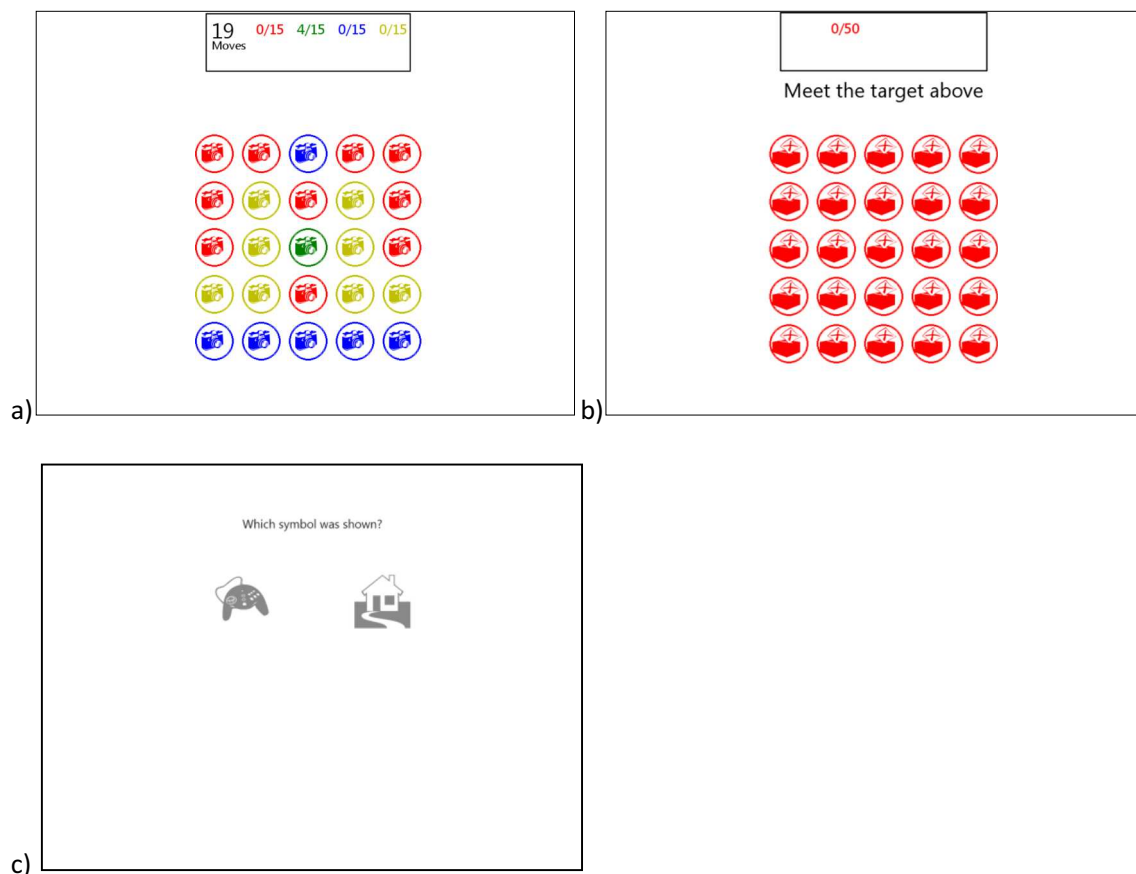 19 0/15 4/15 0/15 0/15
Moves
a)
0/50
Meet the target above
b)
Which symbol was shown?
c)